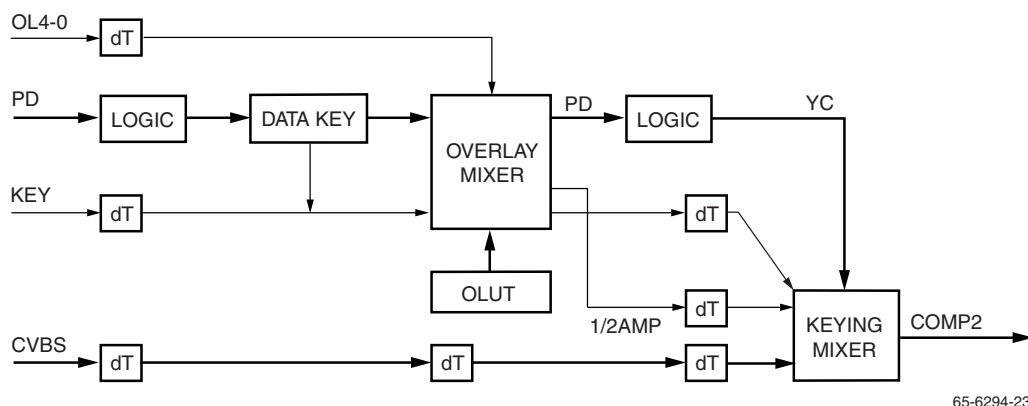 OL4-0
dT
PD
LOGIC
DATA KEY
OVERLAY
MIXER
PD
LOGIC
YC
KEY
dT
dT
OLUT
1/2AMP
dT
KEYING
MIXER
COMP2
CVBS
dT
dT
dT
65-6294-23